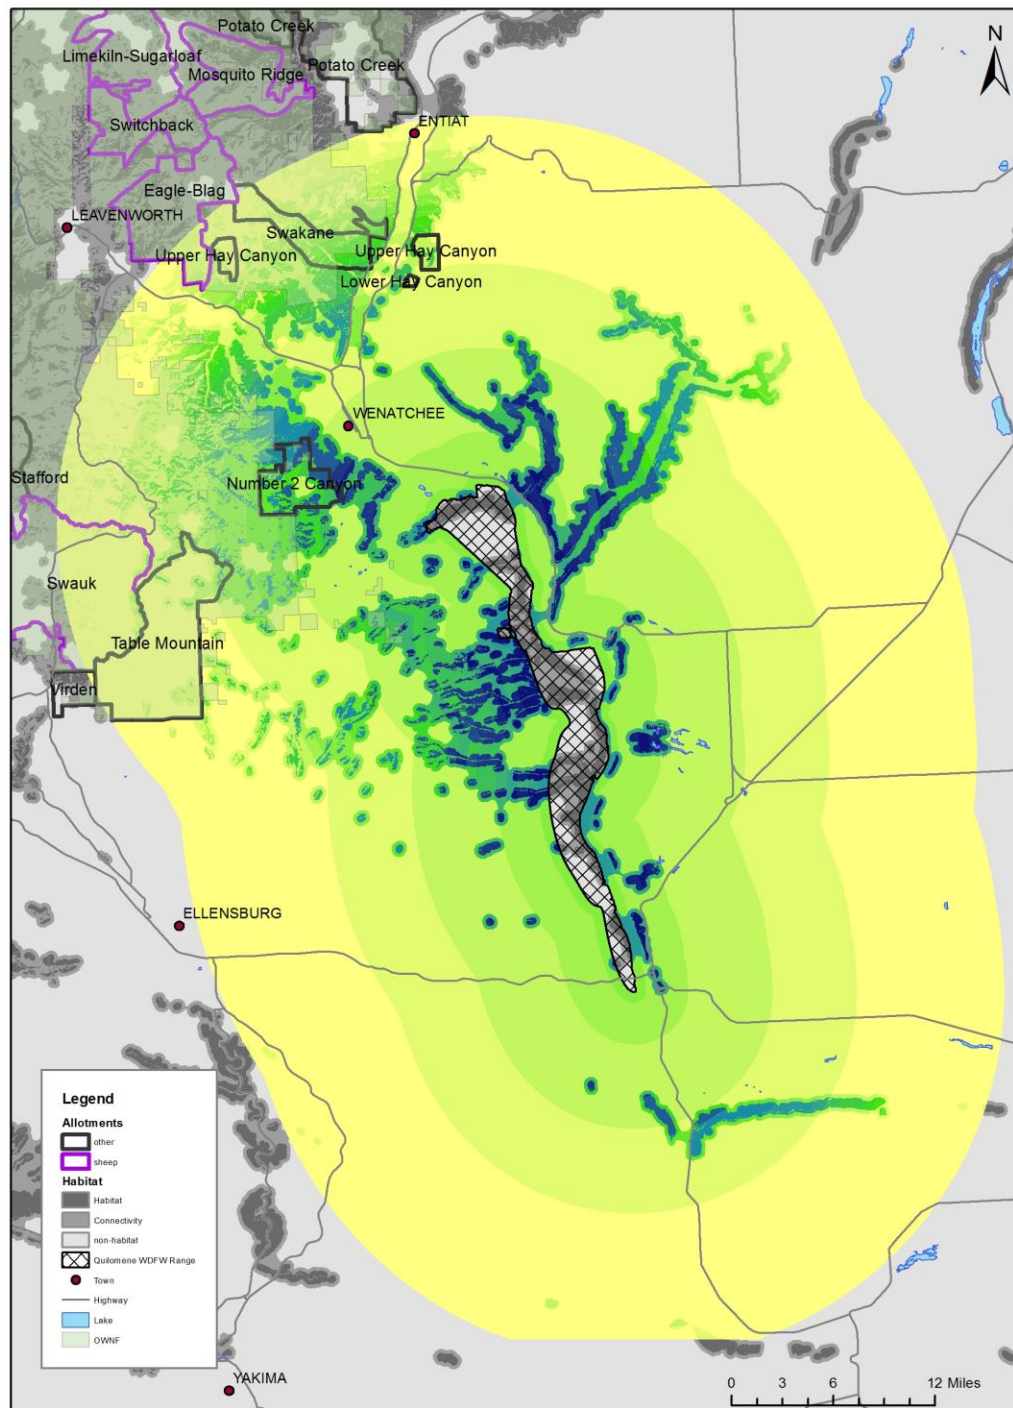 Potato Creek
Limekiln-Sugarloaf
Potato Creek
Mosquito Ridge
N
Switchback
ENTIAT
Eagle-Blag
LEAVENWORTH
Swakane
Upper Hay Canyon
Upper Hay Canyon
Lower Hay Canyon
WENATCHEE
Stafford
Number 2 Canyon
Swauk
Table Mountain
Virden
ELLENSBURG
Legend
Allotments
other
sheep
Habitat
Habitat
Connectivity
non-habitat
Quilomene WDFW Range
Town
Highway
Lake
OWNF
YAKIMA
0 3 6 12 Miles